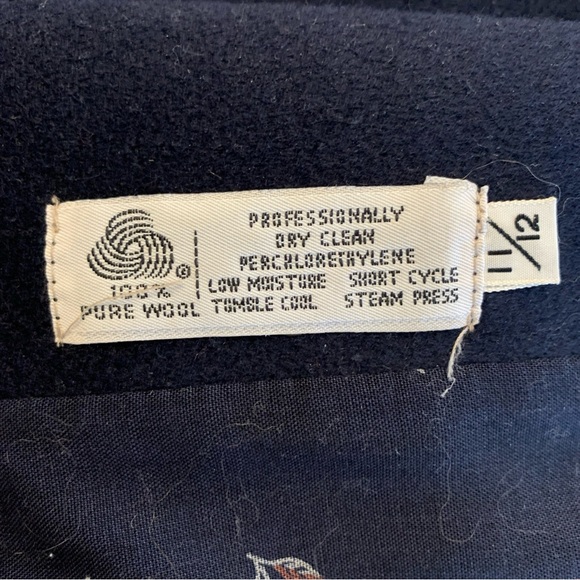 PROFESSIONALLY
DRY CLEAN
PERCHLORETHYLENE
LOW MOISTURE SHORT CYCLE
TUMBLE COOL STEAM PRESS
®
100%
PURE WOOL
11/12